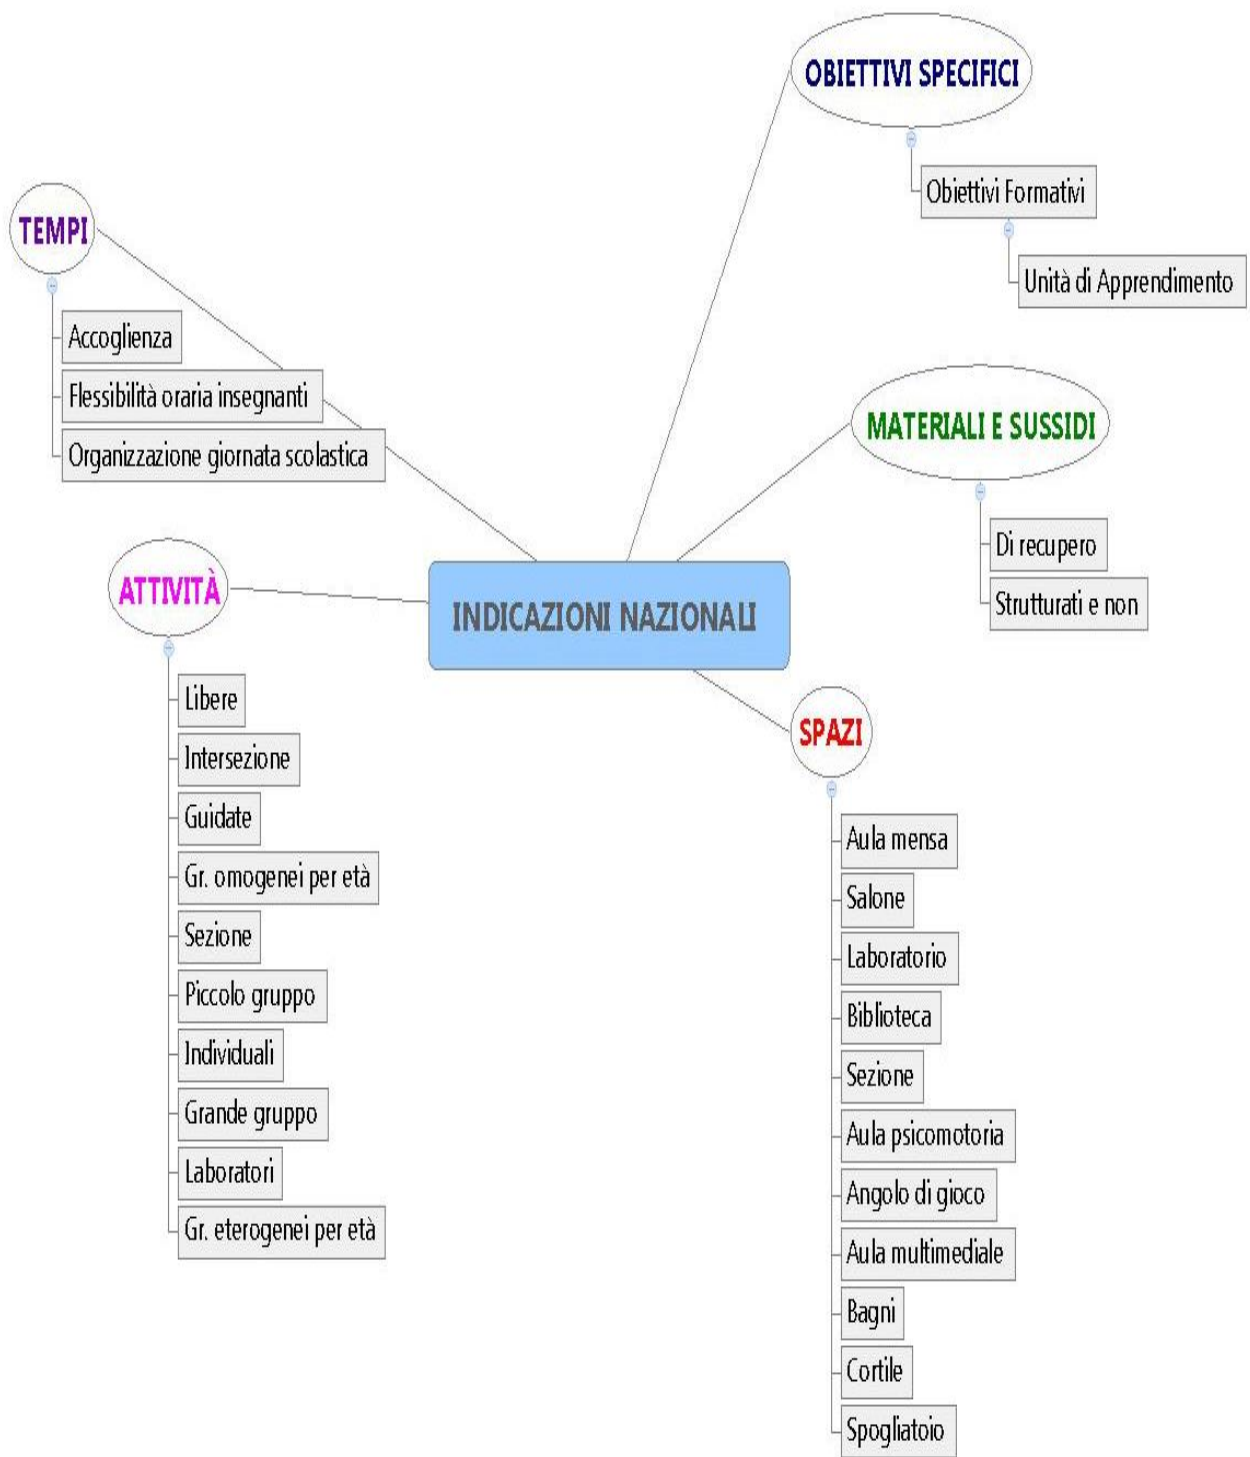 OBIETTIVI SPECIFICI
Obiettivi Formativi
Unità di Apprendimento
TEMPI
Accoglienza
Flessibilità oraria insegnanti
Organizzazione giornata scolastica
MATERIALI E SUSSIDI
Di recupero
Strutturati e non
INDICAZIONI NAZIONALI
ATTIVITÀ
Libere
Intersezione
Guidate
Gr. omogenei per età
Sezione
Piccolo gruppo
Individuali
Grande gruppo
Laboratori
Gr. eterogenei per età
SPAZI
Aula mensa
Salone
Laboratorio
Biblioteca
Sezione
Aula psicomotoria
Angolo di gioco
Aula multimediale
Bagni
Cortile
Spogliatoio